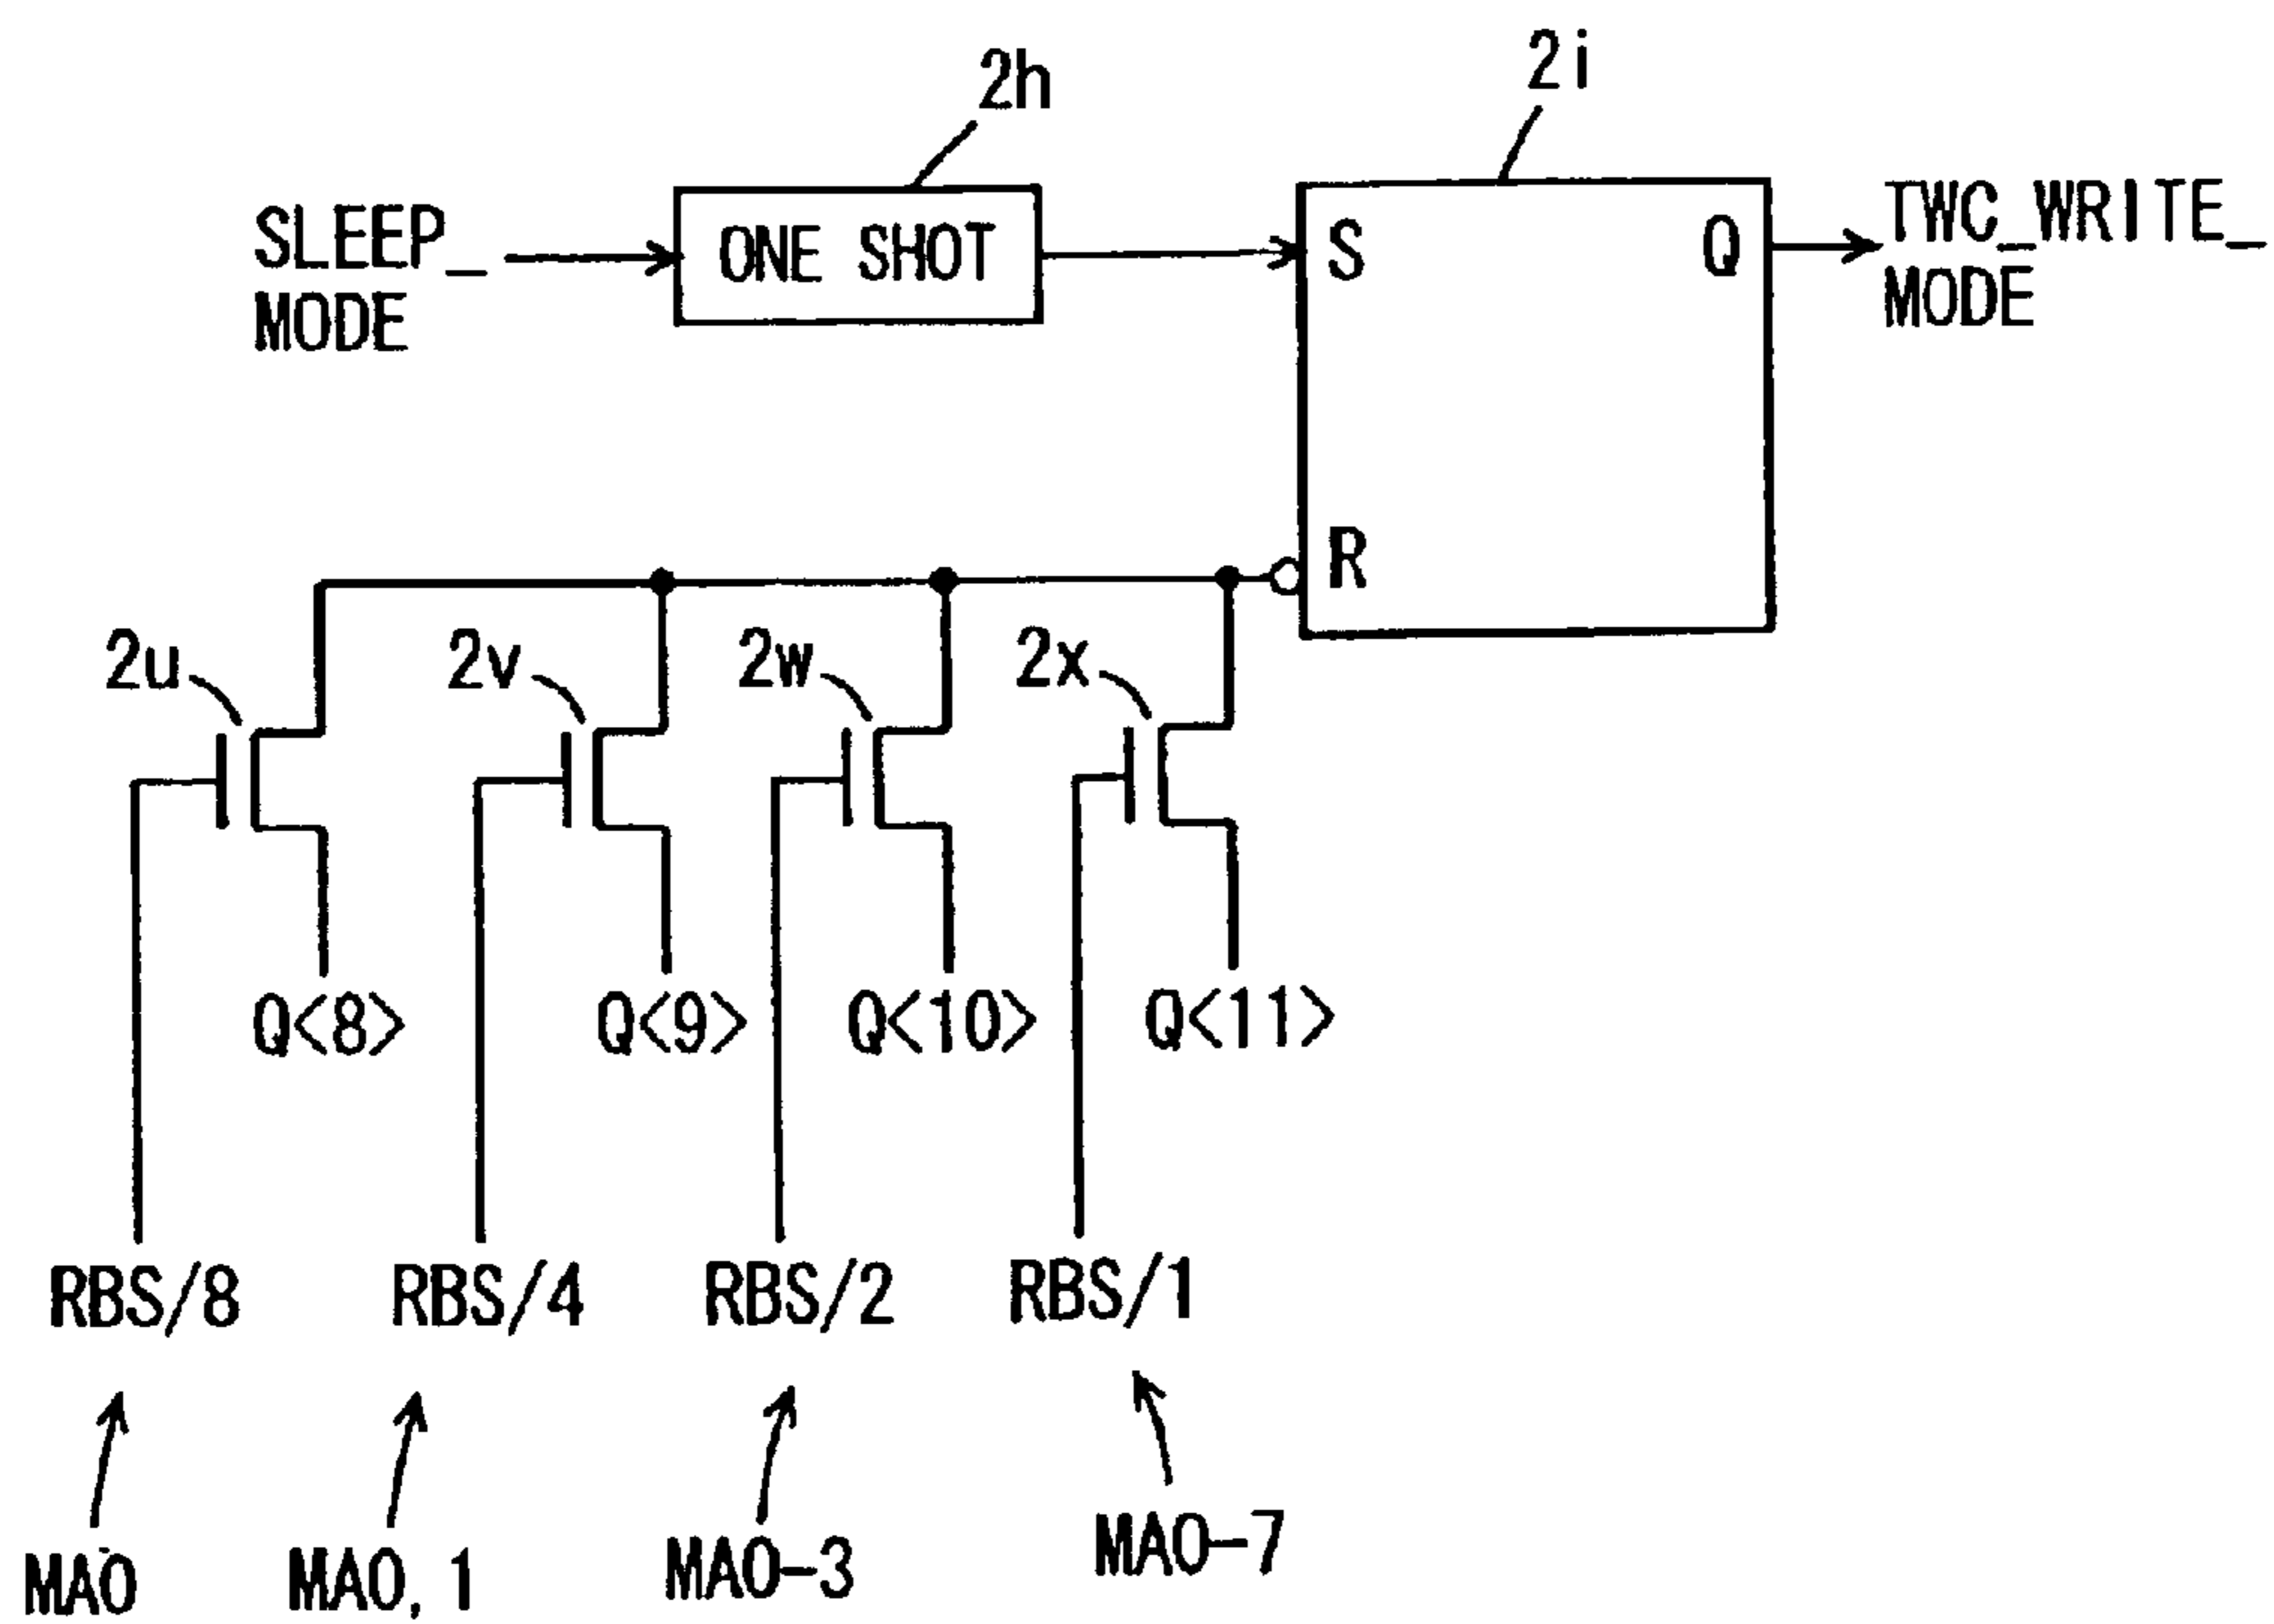 2h
2i
SLEEP_
MODE
ONE SHOT
S
Q
TWC_WRITE_
MODE
R
2u
2v
2w
2x
Q<8>
Q<9>
Q<10>
Q<11>
RBS/8
RBS/4
RBS/2
RBS/1
MA0
MA0, 1
MA0-3
MA0-7